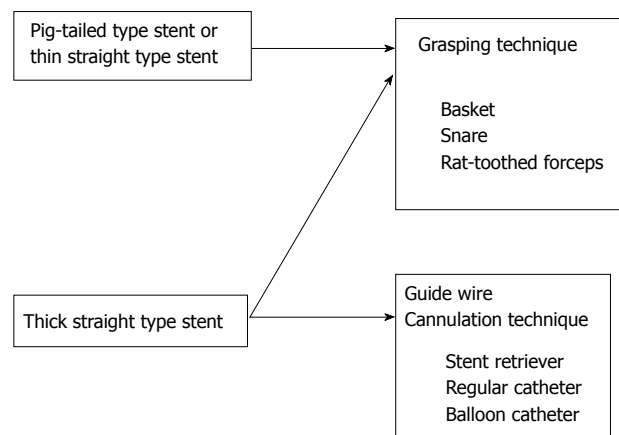 Pig-tailed type stent or
thin straight type stent
Grasping technique
Basket
Snare
Rat-toothed forceps
Thick straight type stent
Guide wire
Cannulation technique
Stent retriever
Regular catheter
Balloon catheter